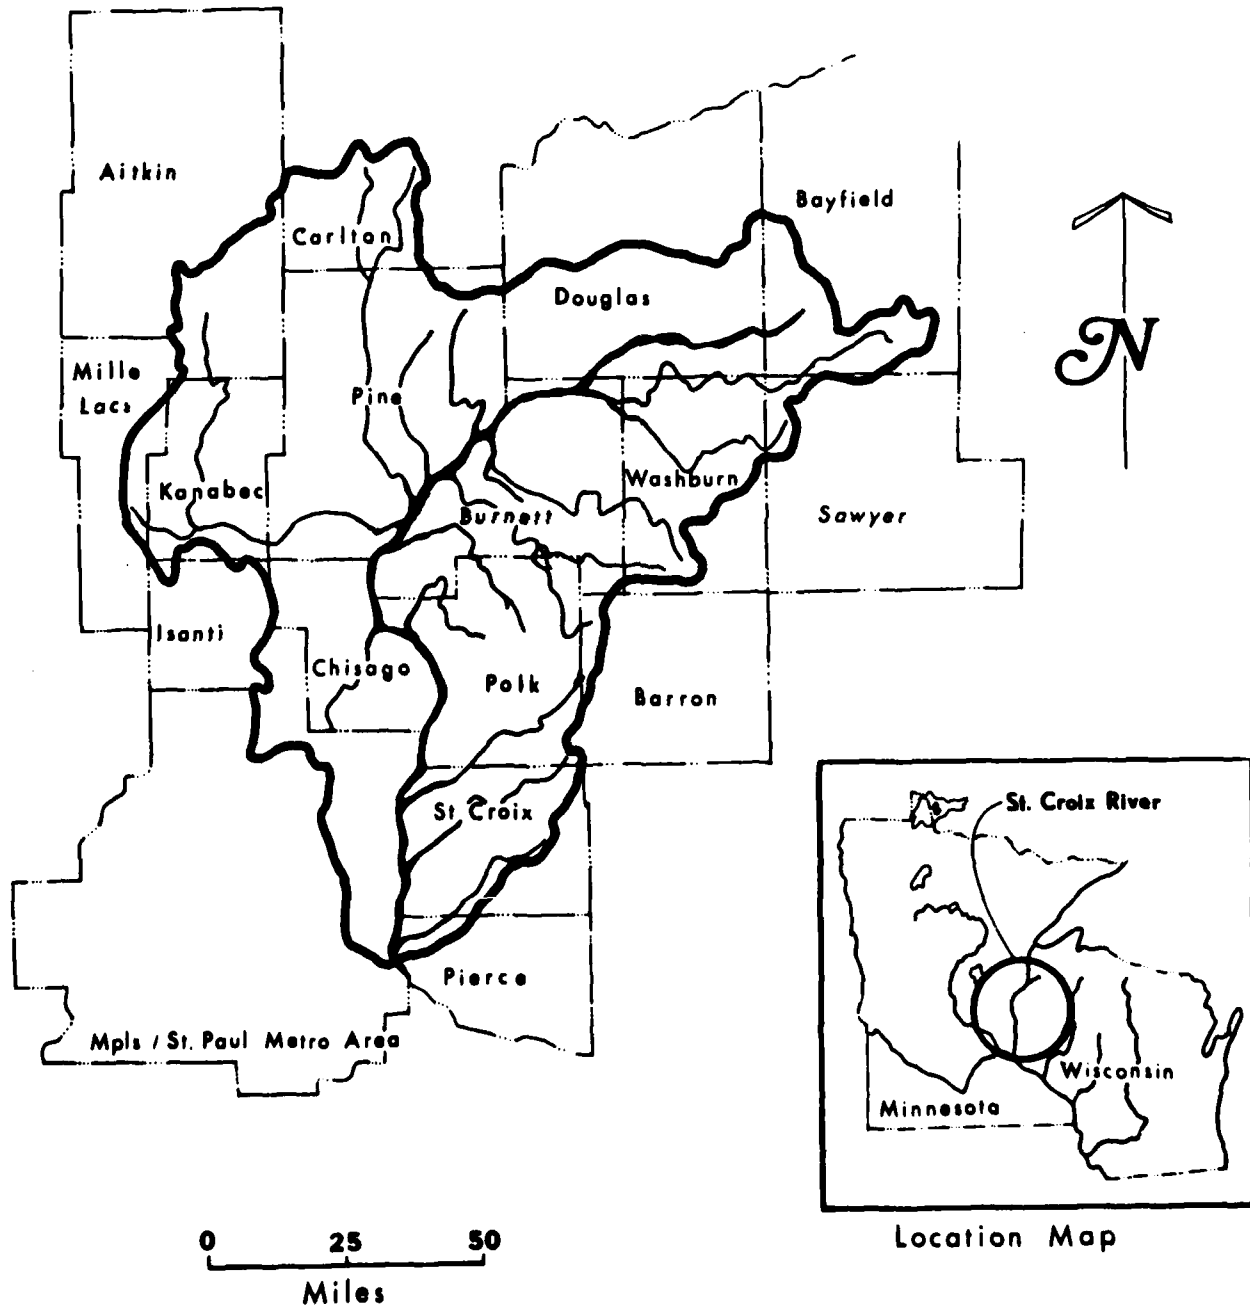 Aitkin
Bayfield
Carlton
Douglas
N
Mille
Lacs
Pine
Kanabec
Washburn
Burnett
Sawyer
Isanti
Chisago
Polk
Barron
St Croix
St. Croix River
Pierce
Mpls / St. Paul Metro Area
Wisconsin
Minnesota
Location Map
0 25 50
Miles